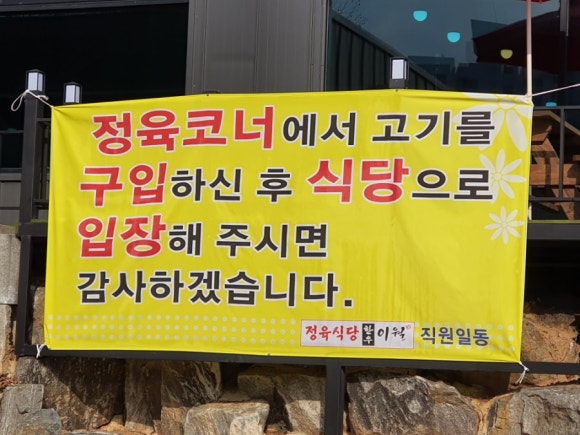 정육코너에서 고기를
구입하신 후 식당으로
입장해 주시면
감사하겠습니다.
정육식당 한우 이월 직원일동